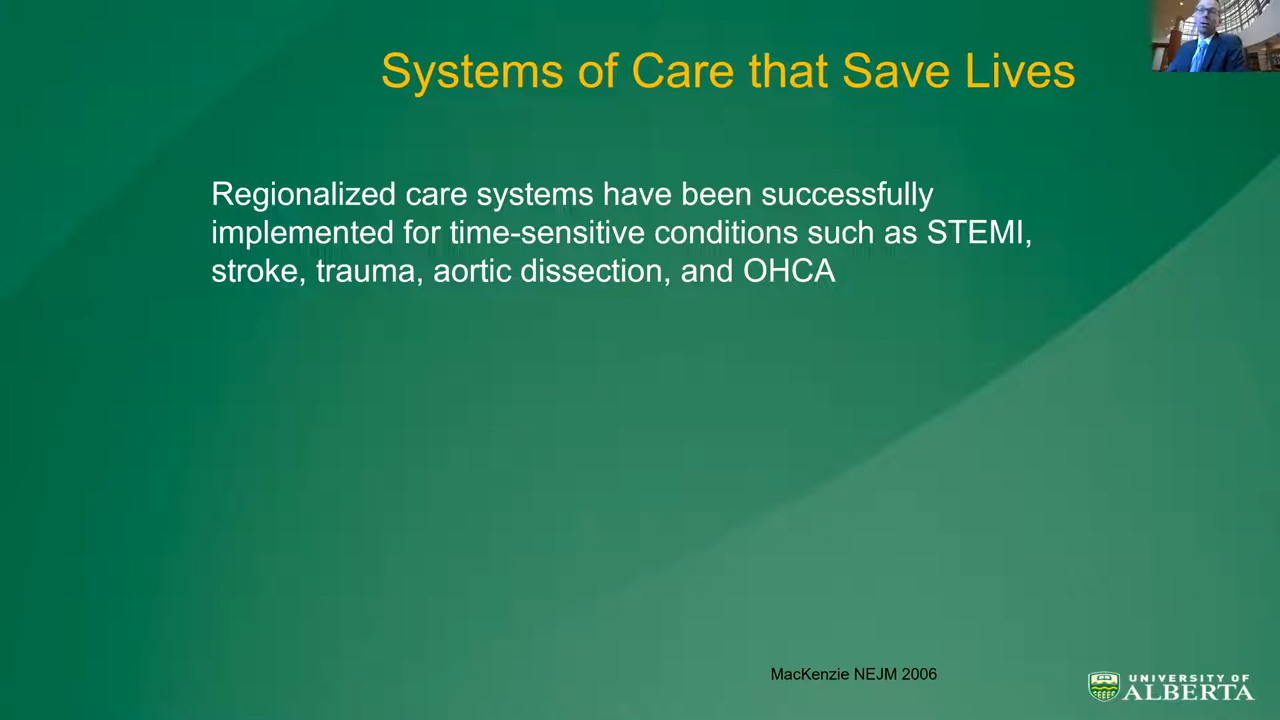 Systems of Care that Save Lives
Regionalized care systems have been successfully
implemented for time-sensitive conditions such as STEMI,
stroke, trauma, aortic dissection, and OHCA
MacKenzie NEJM 2006
UNIVERSITY OF
ALBERTA